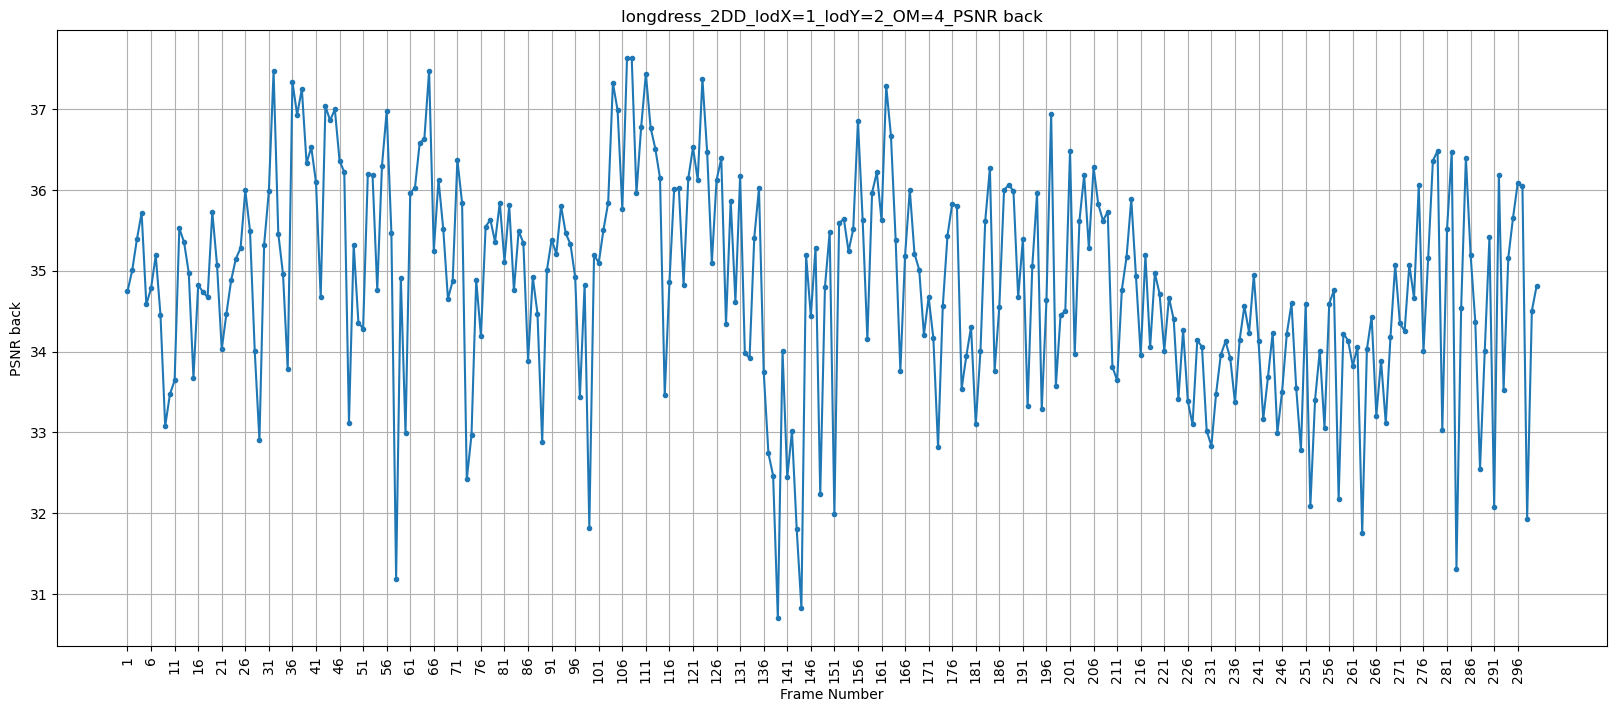 longdress_2DD_lodX=1_lodY=2_OM=4_PSNR back
PSNR back
37
36
35
34
33
32
31
1 6 11 16 21 26 31 36 41 46 51 56 61 66 71 76 81 86 91 96 101 106 111 116 121 126 131 136 141 146 151 156 161 166 171 176 181 186 191 196 201 206 211 216 221 226 231 236 241 246 251 256 261 266 271 276 281 286 291 296
Frame Number